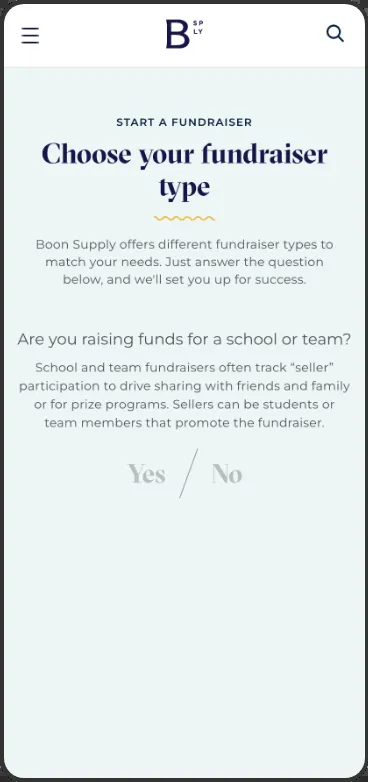 B SP LY
START A FUNDRAISER
Choose your fundraiser
type
Boon Supply offers different fundraiser types to
match your needs. Just answer the question
below, and we'll set you up for success.
Are you raising funds for a school or team?
School and team fundraisers often track “seller”
participation to drive sharing with friends and family
or for prize programs. Sellers can be students or
team members that promote the fundraiser.
Yes / No